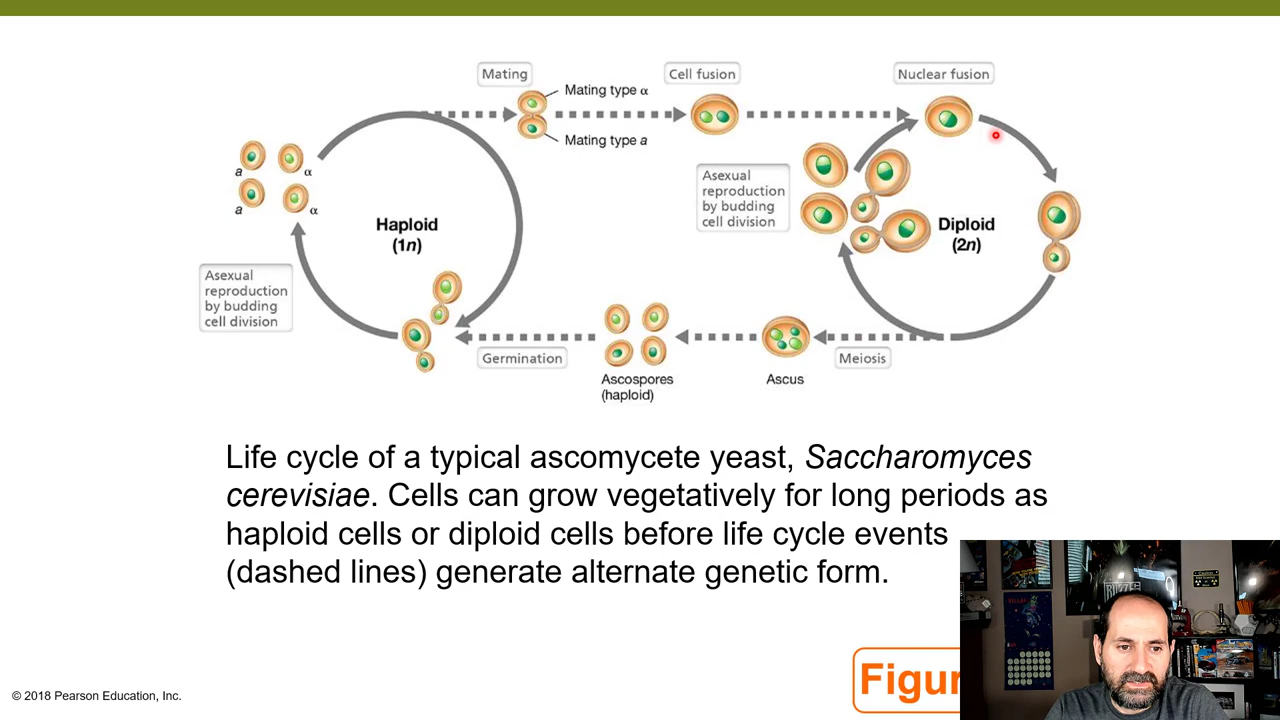 Mating
Mating type α
Mating type a
Cell fusion
Nuclear fusion
a
α
a
α
Haploid
(1n)
Asexual
reproduction
by budding
cell division
Asexual
reproduction
by budding
cell division
Diploid
(2n)
Germination
Ascospores
(haploid)
Ascus
Meiosis
Life cycle of a typical ascomycete yeast, Saccharomyces
cerevisiae. Cells can grow vegetatively for long periods as
haploid cells or diploid cells before life cycle events
(dashed lines) generate alternate genetic form.
Figur
© 2018 Pearson Education, Inc.